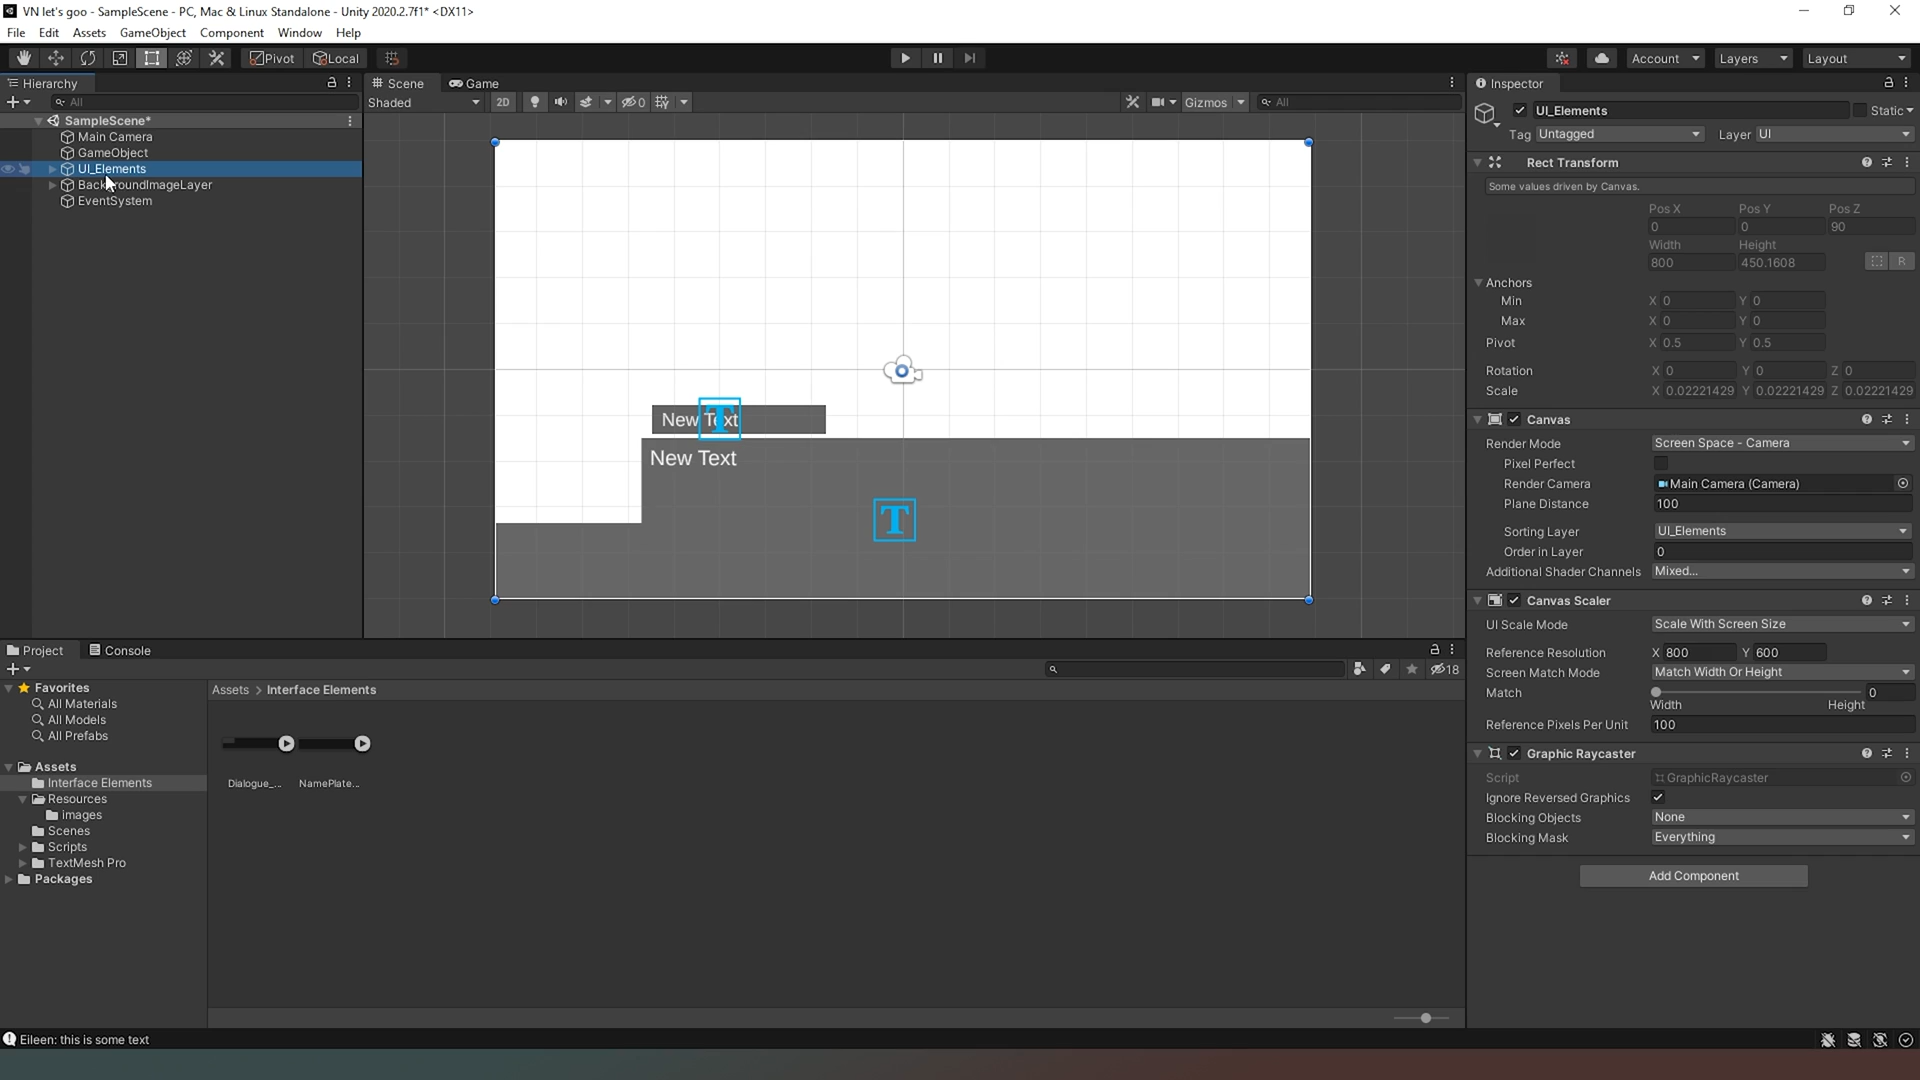 VN let's goo - SampleScene - PC, Mac & Linux Standalone - Unity 2020.2.7f1* <DX11>
File Edit Assets GameObject Component Window Help
Pivot Local Account Layers Layout
Hierarchy Scene Game Inspector
All Shaded 2D 0 Gizmos All
SampleScene*
Main Camera
GameObject
UI_Elements
BackgroundImageLayer
EventSystem
New Text
New Text
T
T
UI_Elements Static
Tag Untagged Layer UI
Rect Transform
Some values driven by Canvas.
Pos X Pos Y Pos Z
0 0 90
Width Height
800 450.1608 R
Anchors
Min X 0 Y 0
Max X 0 Y 0
Pivot X 0.5 Y 0.5
Rotation X 0 Y 0 Z 0
Scale X 0.02221429 Y 0.02221429 Z 0.02221429
Canvas
Render Mode Screen Space - Camera
Pixel Perfect
Render Camera Main Camera (Camera)
Plane Distance 100
Sorting Layer UI_Elements
Order in Layer 0
Additional Shader Channels Mixed...
Canvas Scaler
UI Scale Mode Scale With Screen Size
Reference Resolution X 800 Y 600
Screen Match Mode Match Width Or Height
Match 0
Width Height
Reference Pixels Per Unit 100
Graphic Raycaster
Script GraphicRaycaster
Ignore Reversed Graphics
Blocking Objects None
Blocking Mask Everything
Add Component
Project Console
18
Favorites
All Materials
All Models
All Prefabs
Assets
Interface Elements
Resources
images
Scenes
Scripts
TextMesh Pro
Packages
Assets > Interface Elements
Dialogue_... NamePlate...
Eileen: this is some text